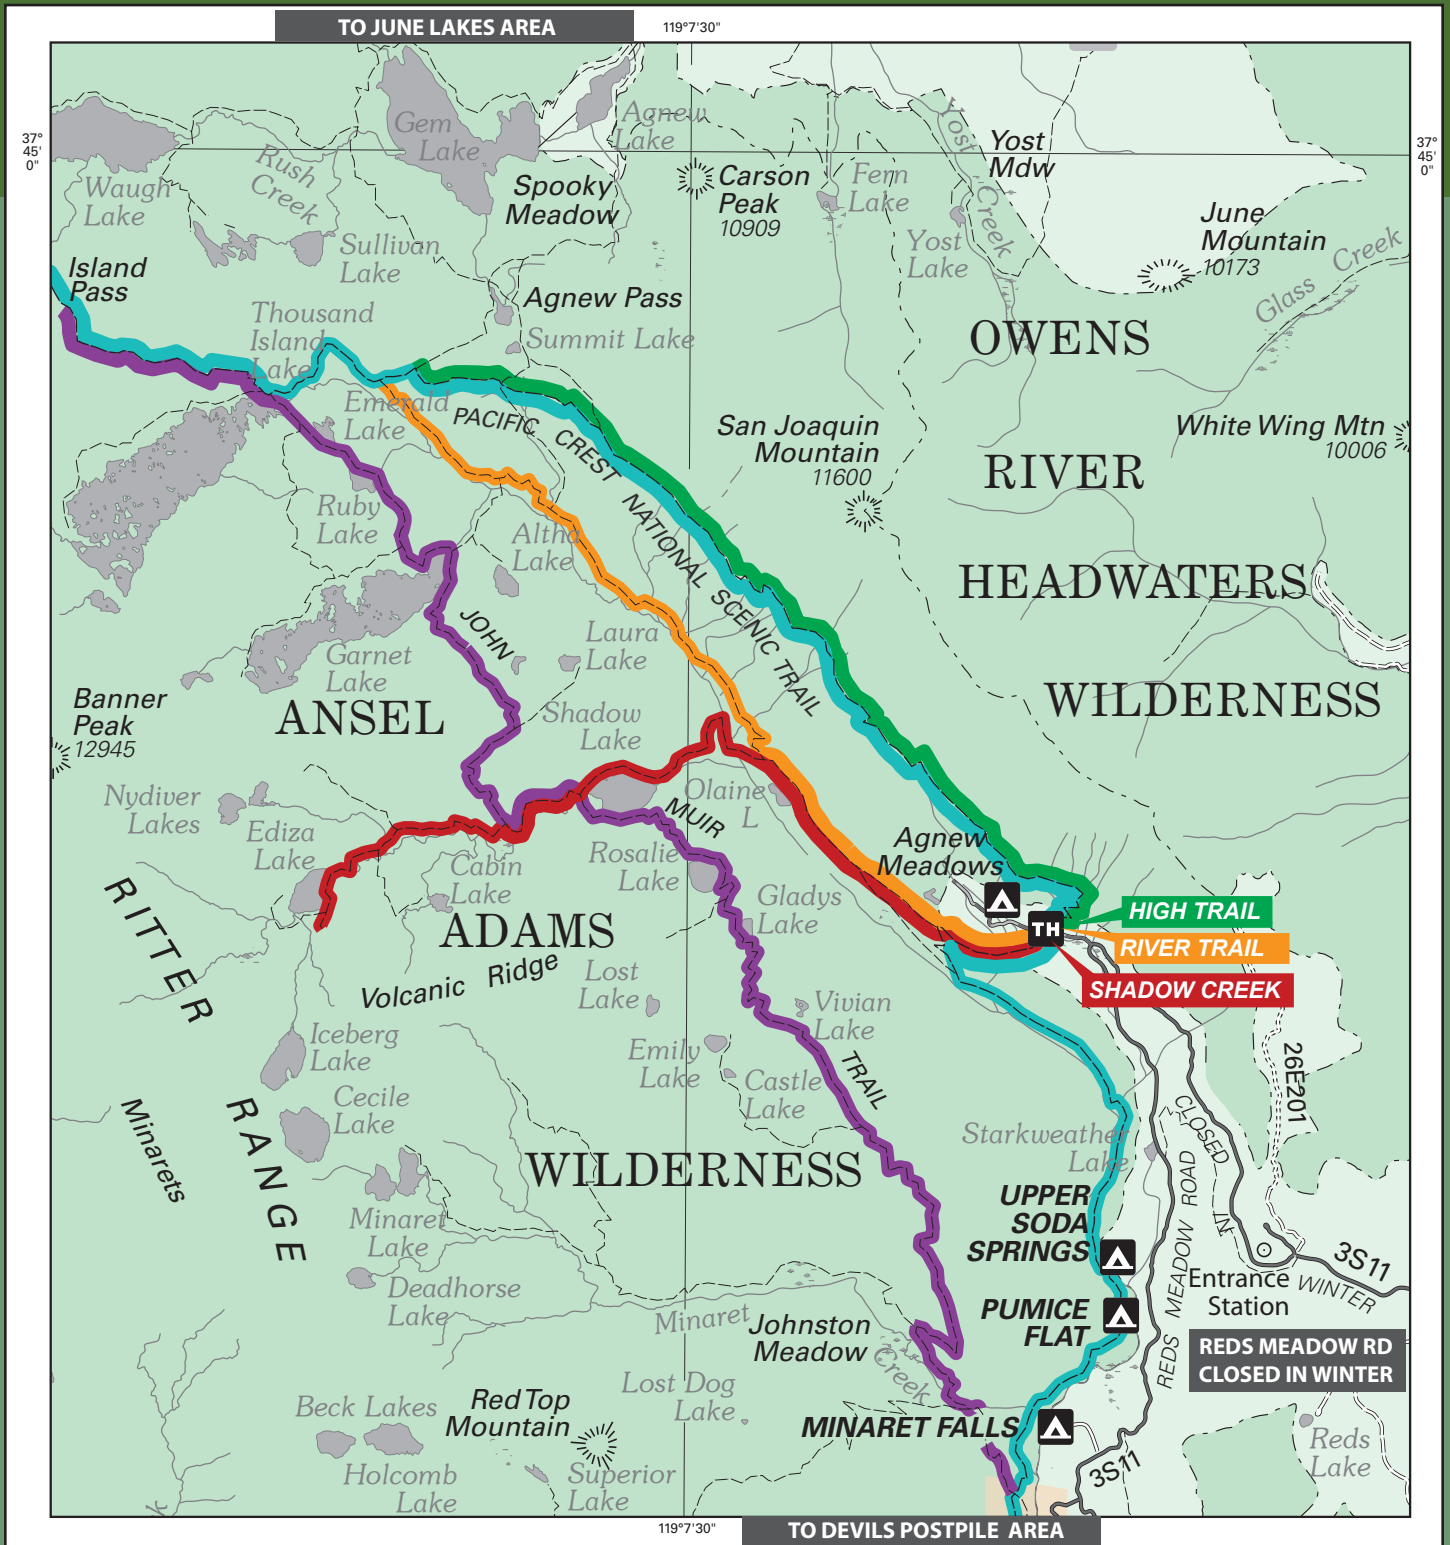 TO JUNE LAKES AREA
119°7'30"
37°
45'
0"
37°
45'
0"
Gem
Lake
Agnew
Lake
Rush
Creek
Waugh
Lake
Spooky
Meadow
Carson
Peak
10909
Fern
Lake
Yost
Creek
Yost
Mdw
Yost
Lake
June
Mountain
10173
Glass Creek
Sullivan
Lake
Island
Pass
Agnew Pass
Summit Lake
Thousand
Island
Lake
OWENS
RIVER
HEADWATERS
WILDERNESS
Emerald
Lake
PACIFIC CREST NATIONAL SCENIC TRAIL
San Joaquin
Mountain
11600
White Wing Mtn
10006
Ruby
Lake
Altha
Lake
JOHN
MUIR
TRAIL
Laura
Lake
Garnet
Lake
Banner
Peak
12945
ANSEL
ADAMS
WILDERNESS
Shadow
Lake
Olaine
L
Nydiver
Lakes
Ediza
Lake
Cabin
Lake
Rosalie
Lake
Gladys
Lake
Agnew
Meadows
TH
HIGH TRAIL
RIVER TRAIL
SHADOW CREEK
RITTER
RANGE
Volcanic Ridge
Lost
Lake
Vivian
Lake
Iceberg
Lake
Emily
Lake
Castle
Lake
Cecile
Lake
Minarets
26E201
CLOSED
IN
WINTER
Starkweather
Lake
UPPER
SODA
SPRINGS
REDS MEADOW ROAD
Minaret
Lake
Deadhorse
Lake
Entrance
Station
3S11
PUMICE
FLAT
Minaret
Creek
Johnston
Meadow
REDS MEADOW RD
CLOSED IN WINTER
Lost Dog
Lake
Red Top
Mountain
Beck Lakes
MINARET FALLS
Holcomb
Lake
Superior
Lake
3S11
Reds
Lake
k
119°7'30"
TO DEVILS POSTPILE AREA